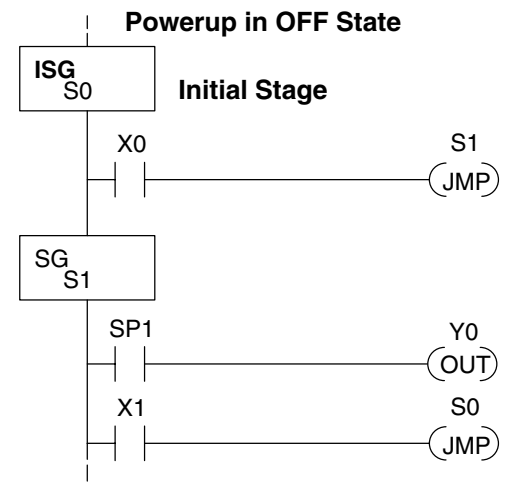 Powerup in OFF State
ISG
S0
Initial Stage
X0
S1
JMP
SG
S1
SP1
Y0
OUT
X1
S0
JMP